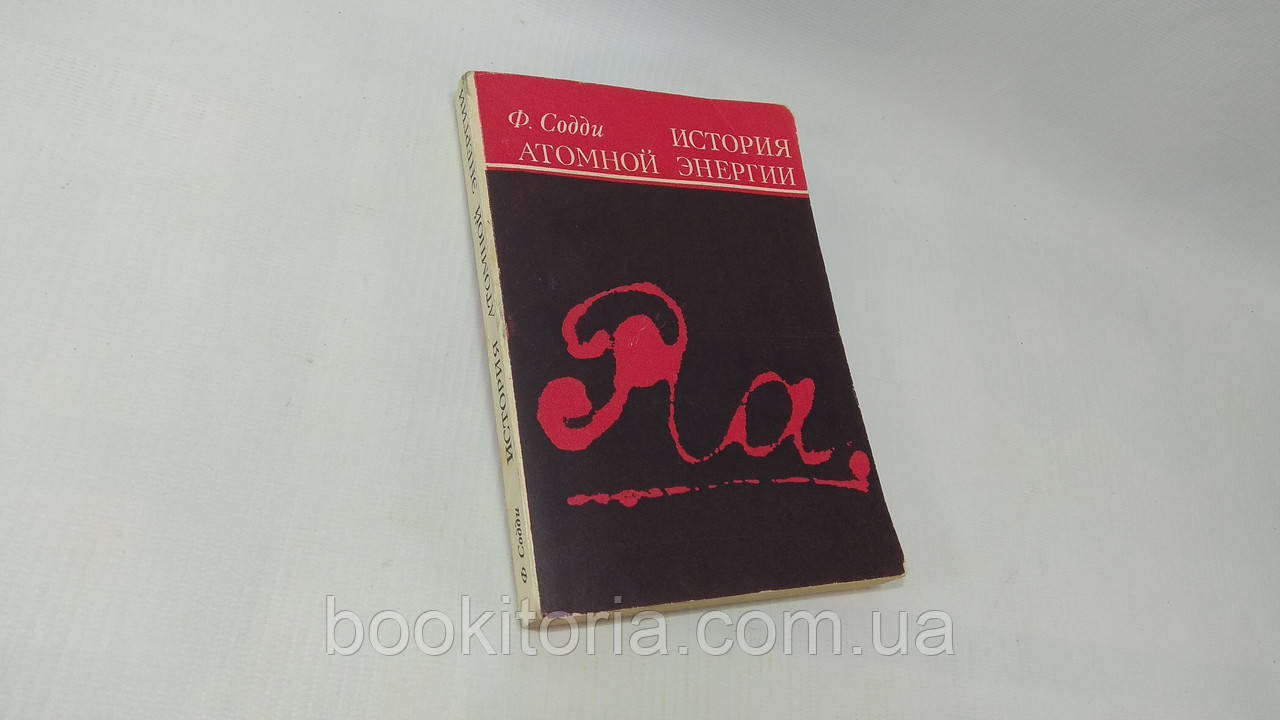 Ф. Содди ИСТОРИЯ
АТОМНОЙ ЭНЕРГИИ
Ra.
Ф Содди ИСТОРИЯ АТОМНОЙ ЭНЕРГИИ
bookitoria.com.ua